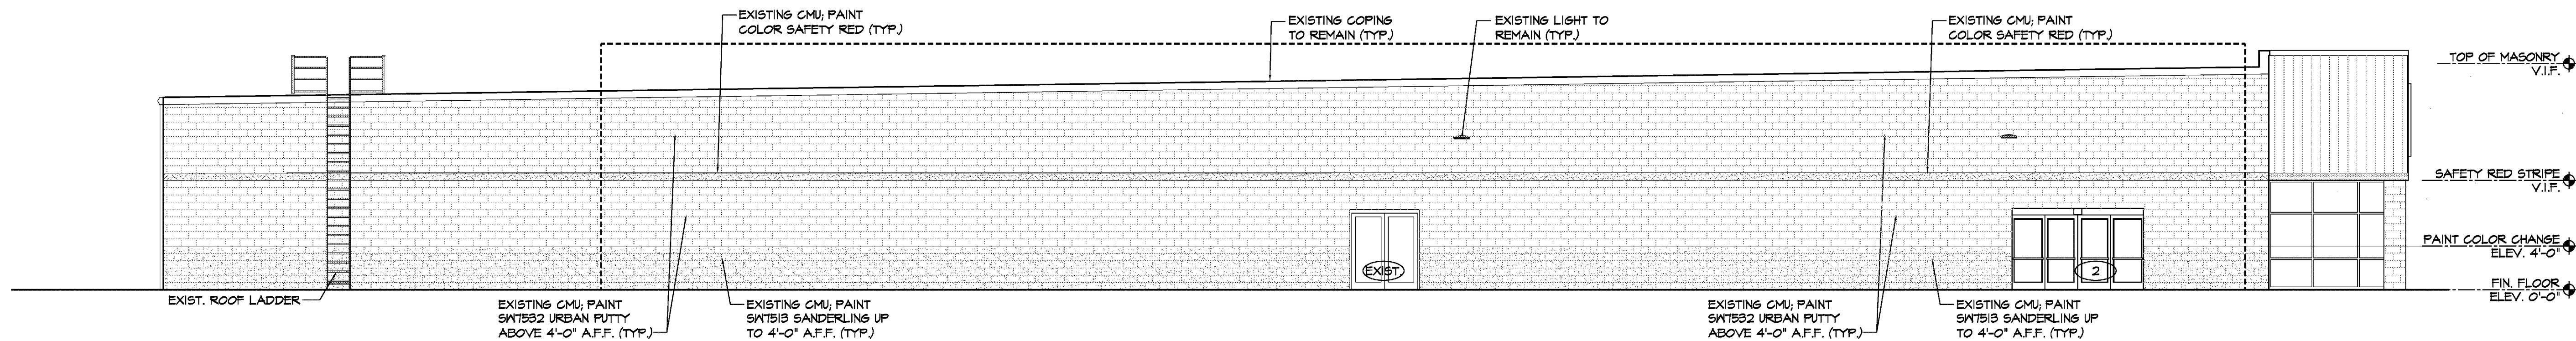 EXISTING CMU; PAINT
COLOR SAFETY RED (TYP.)
EXISTING COPING
TO REMAIN (TYP.)
EXISTING LIGHT TO
REMAIN (TYP.)
EXISTING CMU; PAINT
COLOR SAFETY RED (TYP.)
TOP OF MASONRY
V.I.F.
SAFETY RED STRIPE
V.I.F.
PAINT COLOR CHANGE
ELEV. 4'-0"
FIN. FLOOR
ELEV. 0'-0"
EXIST.
2
EXIST. ROOF LADDER
EXISTING CMU; PAINT
SW7532 URBAN PUTTY
ABOVE 4'-0" A.F.F. (TYP.)
EXISTING CMU; PAINT
SW7513 SANDERLING UP
TO 4'-0" A.F.F. (TYP.)
EXISTING CMU; PAINT
SW7532 URBAN PUTTY
ABOVE 4'-0" A.F.F. (TYP.)
EXISTING CMU; PAINT
SW7513 SANDERLING UP
TO 4'-0" A.F.F. (TYP.)